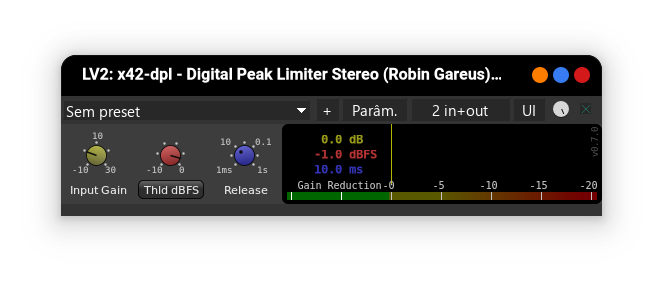 LV2: x42-dpl - Digital Peak Limiter Stereo (Robin Gareus)...
Sem preset + Parâm. 2 in+out UI
10 10 0.1
-10 30 -10 0 1ms 1s
Input Gain Thld dBFS Release
0.0 dB
-1.0 dBFS
10.0 ms
Gain Reduction -0 -5 -10 -15 -20
v0.7.0